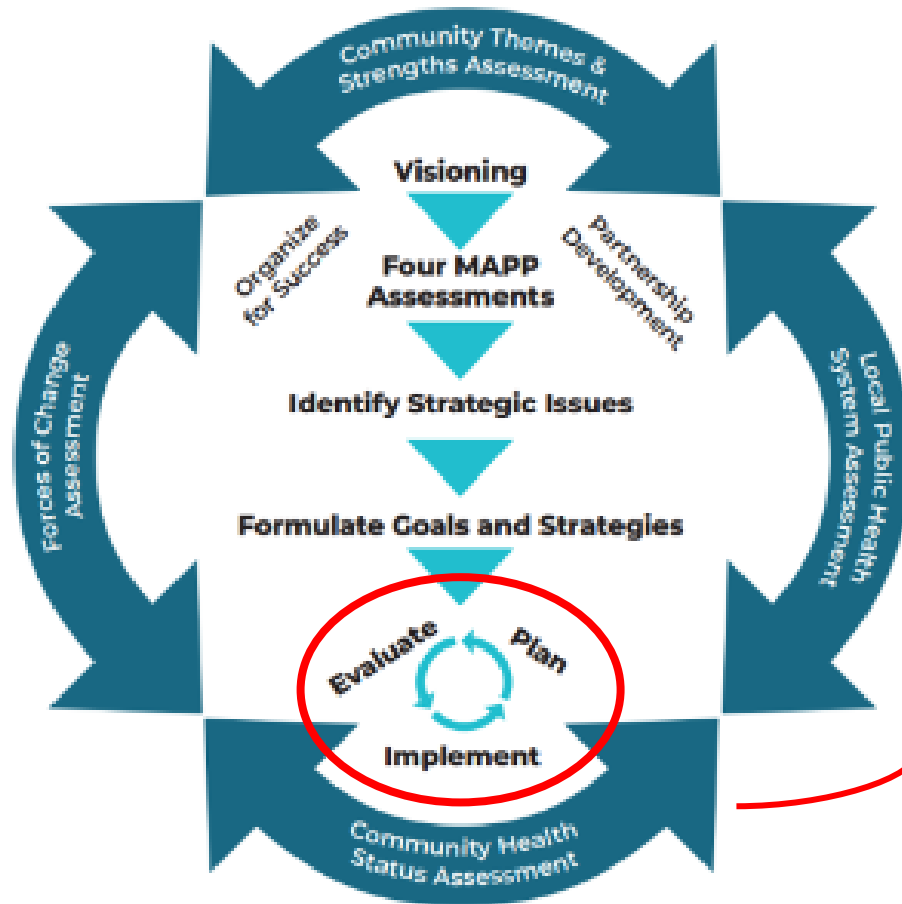 Community Themes &
Strengths Assessment
Visioning
Organize
for Success
Partnership
Development
Four MAPP
Assessments
Forces of Change
Assessment
Local Public Health
System Assessment
Identify Strategic Issues
Formulate Goals and Strategies
Evaluate
Plan
Implement
Community Health
Status Assessment